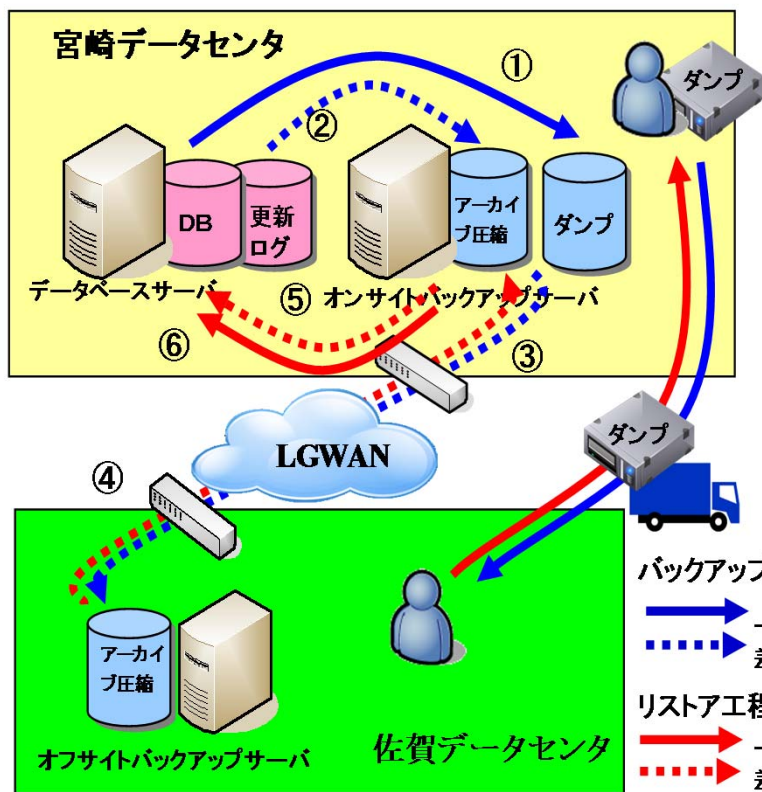 宮崎データセンタ
①
ダンプ
②
DB
更新
ログ
アーカイ
ブ圧縮
ダンプ
データベースサーバ
⑤
オンサイトバックアップサーバ
⑥
③
LGWAN
ダンプ
④
バックアップ
アーカイ
ブ圧縮
差
リストア工程
オフサイトバックアップサーバ
佐賀データセンタ
差